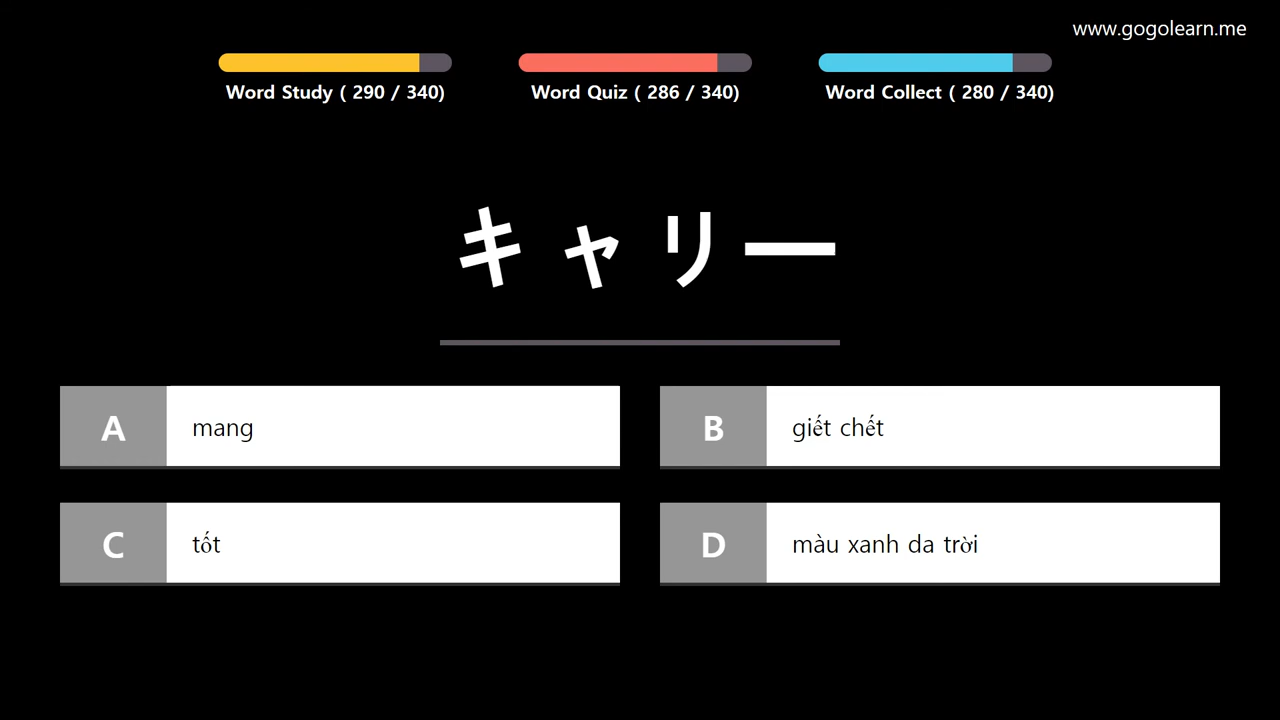 www.gogolearn.me
Word Study ( 290 / 340)
Word Quiz ( 286 / 340)
Word Collect ( 280 / 340)
キャリー
A mang
B giết chết
C tốt
D màu xanh da trời